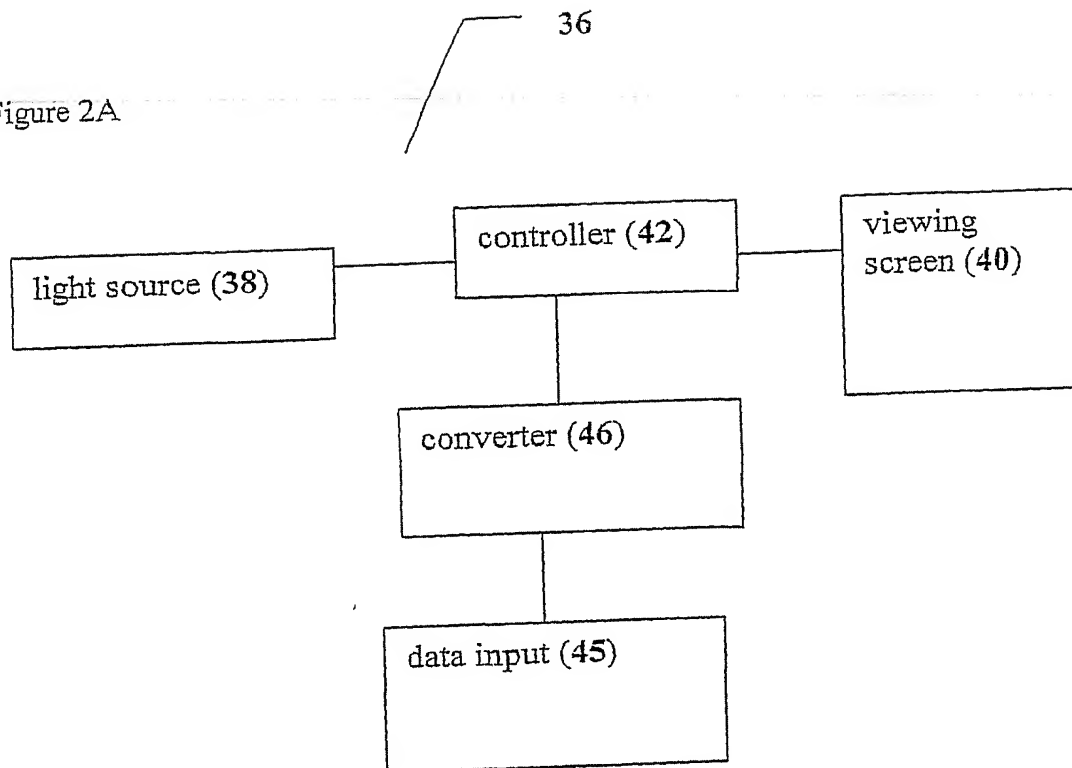 36
Figure 2A
light source (38)
controller (42)
viewing
screen (40)
converter (46)
data input (45)